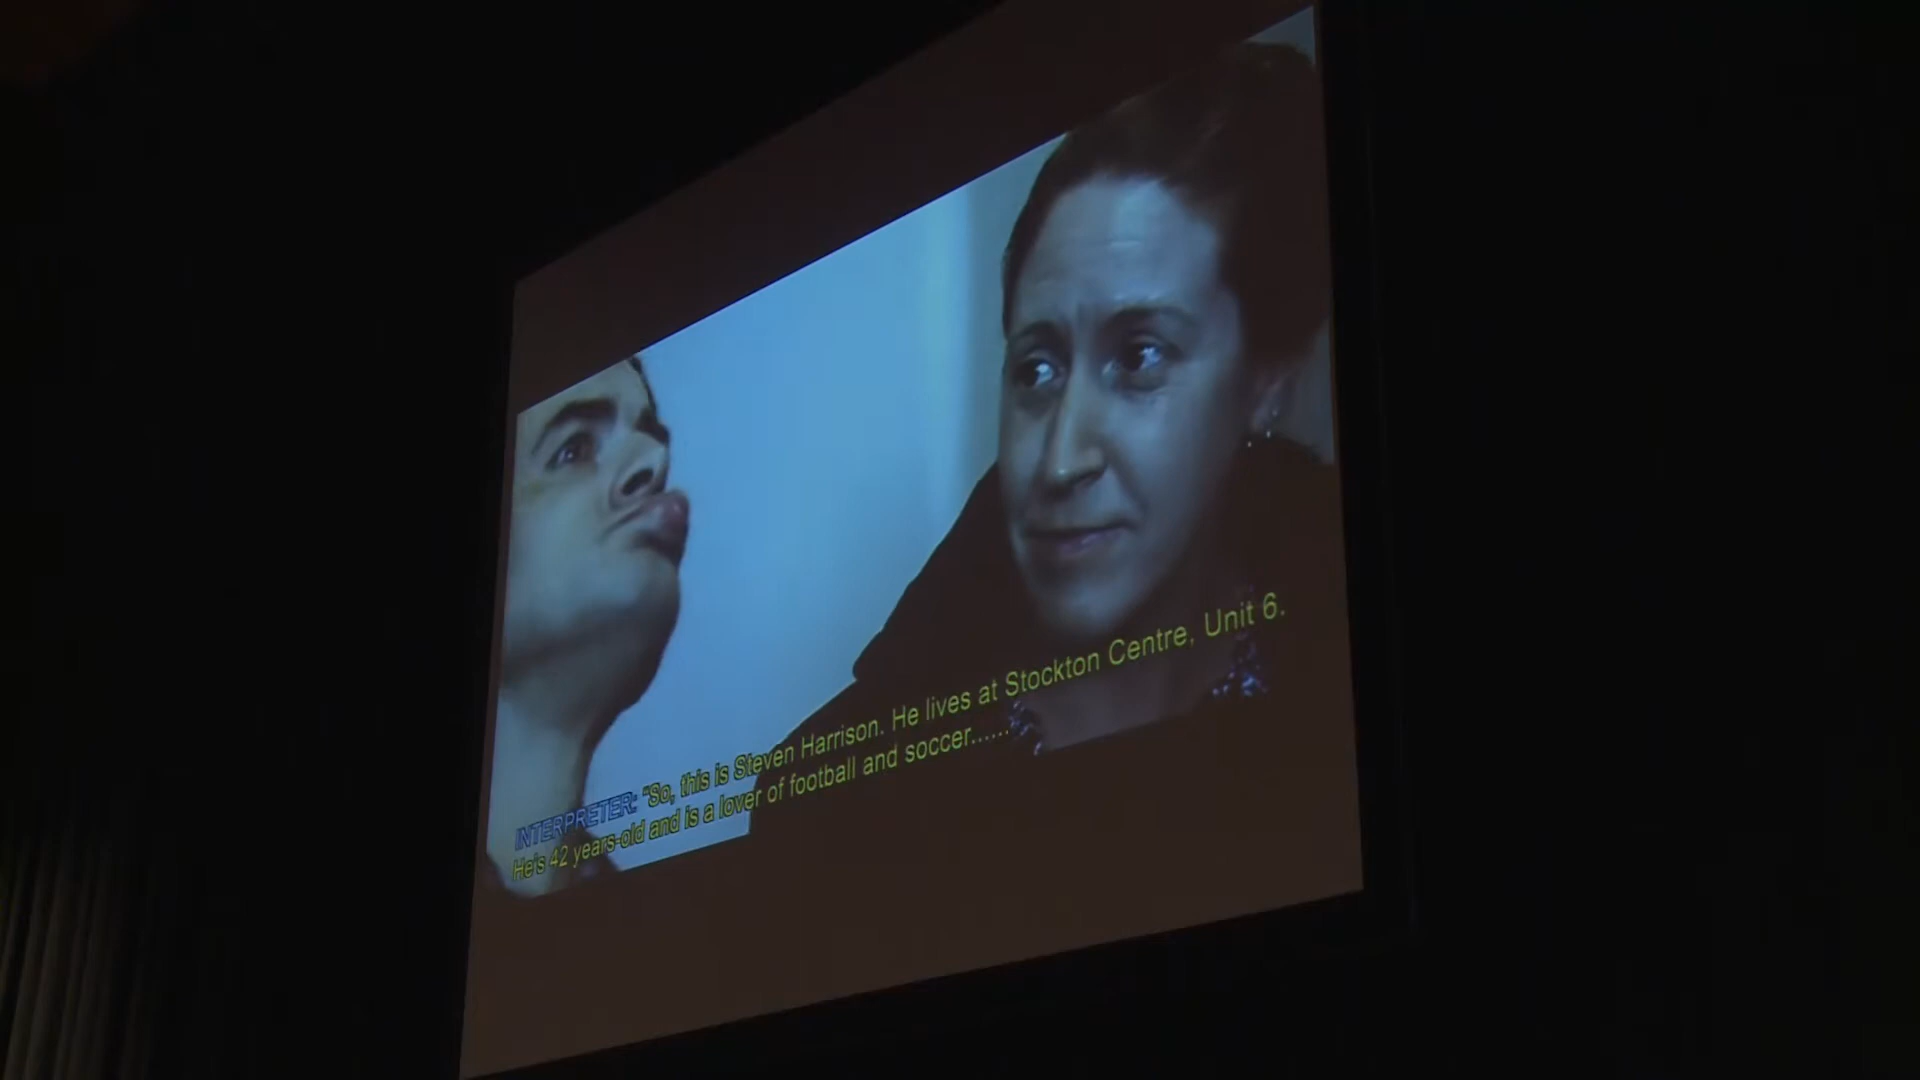 INTERPRETER: "So, this is Steven Harrison. He lives at Stockton Centre, Unit 6.
He's 42 years-old and is a lover of football and soccer......